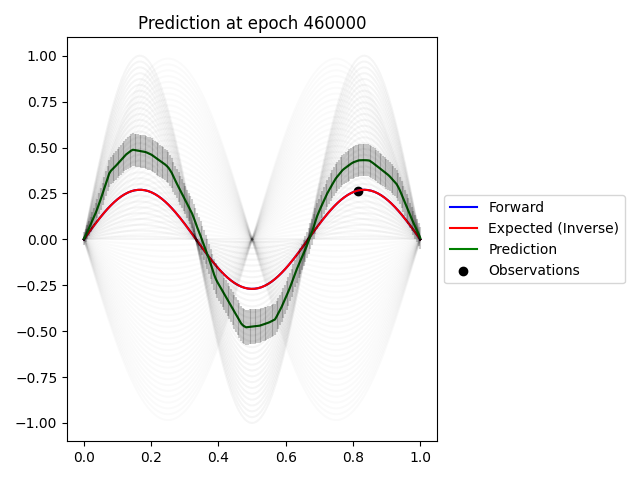 Prediction at epoch 460000
1.00
0.75
0.50
0.25
0.00
-0.25
-0.50
-0.75
-1.00
0.0 0.2 0.4 0.6 0.8 1.0
Forward
Expected (Inverse)
Prediction
Observations